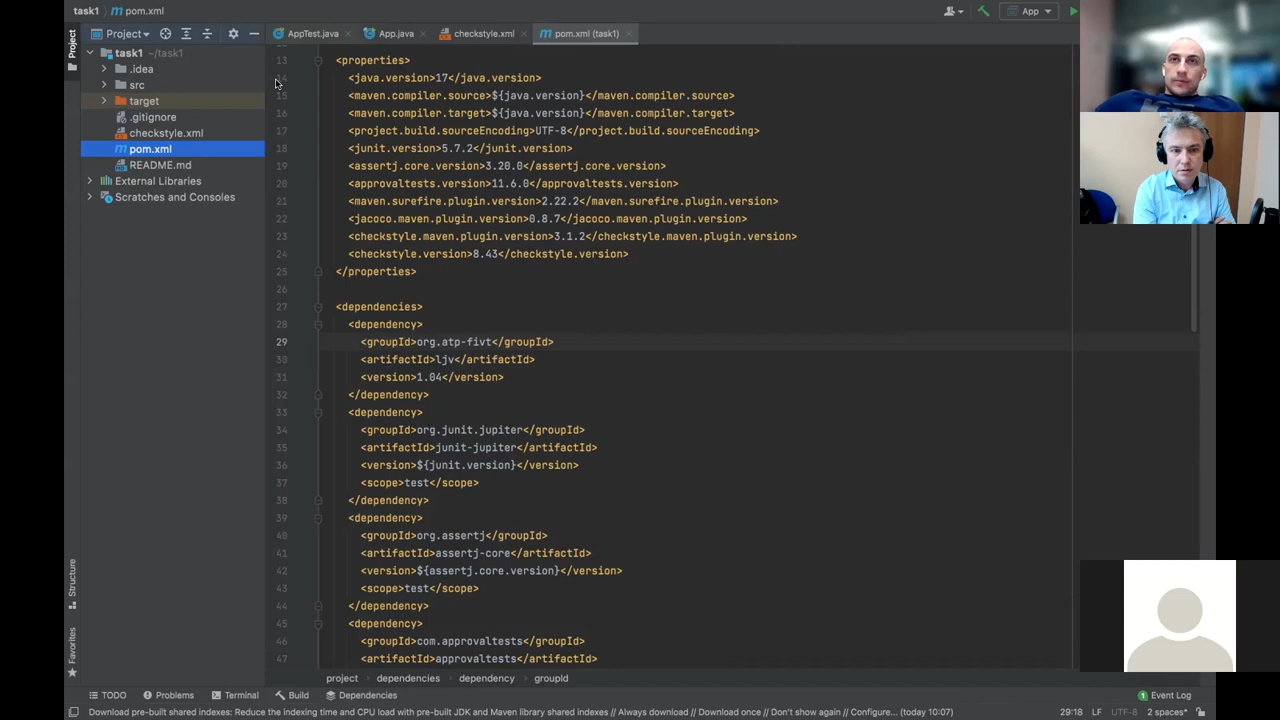 task1 › pom.xml
App
Project
AppTest.java
App.java
checkstyle.xml
pom.xml (task1)
Project
task1 ~/task1
.idea
src
target
.gitignore
checkstyle.xml
pom.xml
README.md
External Libraries
Scratches and Consoles
13 <properties>
14 <java.version>17</java.version>
15 <maven.compiler.source>${java.version}</maven.compiler.source>
16 <maven.compiler.target>${java.version}</maven.compiler.target>
17 <project.build.sourceEncoding>UTF-8</project.build.sourceEncoding>
18 <junit.version>5.7.2</junit.version>
19 <assertj.core.version>3.20.0</assertj.core.version>
20 <approvaltests.version>11.6.0</approvaltests.version>
21 <maven.surefire.plugin.version>2.22.2</maven.surefire.plugin.version>
22 <jacoco.maven.plugin.version>0.8.7</jacoco.maven.plugin.version>
23 <checkstyle.maven.plugin.version>3.1.2</checkstyle.maven.plugin.version>
24 <checkstyle.version>8.43</checkstyle.version>
25 </properties>
26
27 <dependencies>
28 <dependency>
29 <groupId>org.atp-fivt</groupId>
30 <artifactId>ljv</artifactId>
31 <version>1.04</version>
32 </dependency>
33 <dependency>
34 <groupId>org.junit.jupiter</groupId>
35 <artifactId>junit-jupiter</artifactId>
36 <version>${junit.version}</version>
37 <scope>test</scope>
38 </dependency>
39 <dependency>
40 <groupId>org.assertj</groupId>
41 <artifactId>assertj-core</artifactId>
42 <version>${assertj.core.version}</version>
43 <scope>test</scope>
44 </dependency>
45 <dependency>
46 <groupId>com.approvaltests</groupId>
47 <artifactId>approvaltests</artifactId>
Structure
Favorites
project › dependencies › dependency › groupId
TODO
Problems
Terminal
Build
Dependencies
1 Event Log
Download pre-built shared indexes: Reduce the indexing time and CPU load with pre-built JDK and Maven library shared indexes // Always download // Download once // Don't show again // Configure... (today 10:07)
29:18 LF UTF-8 2 spaces*